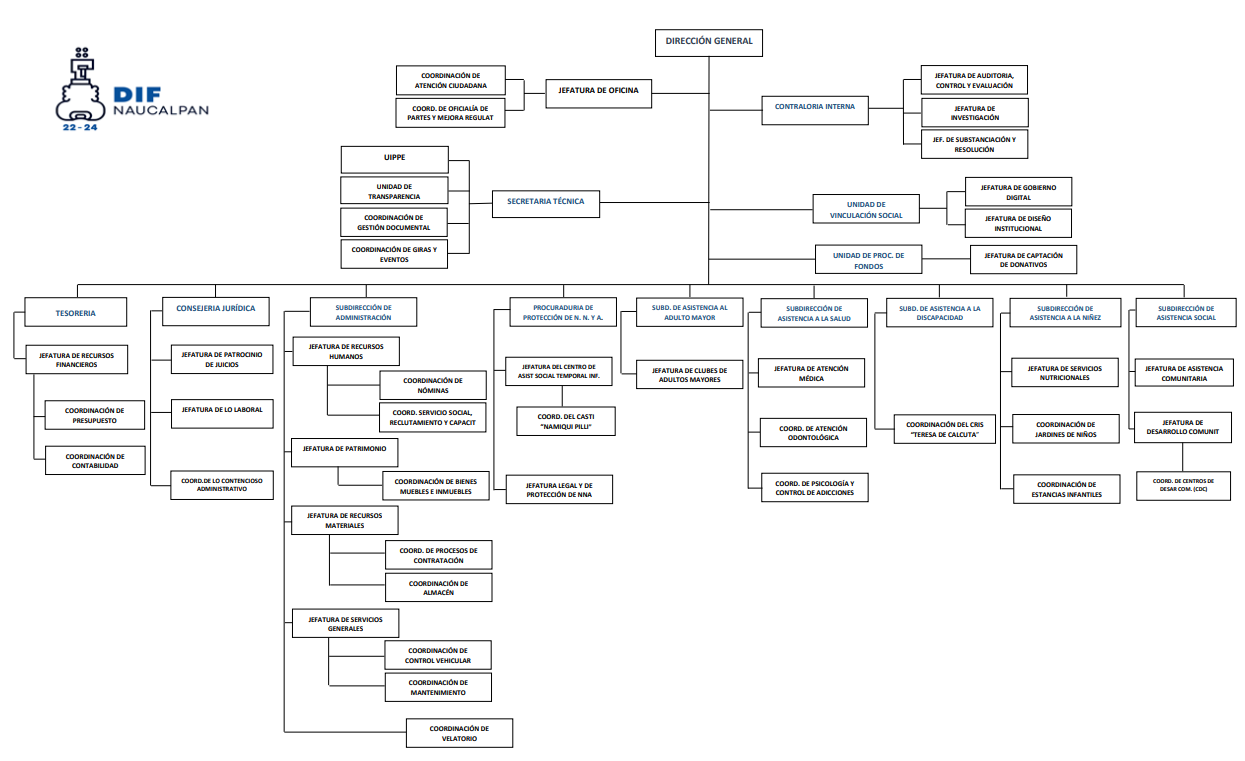 DIRECCIÓN GENERAL
DIF
NAUCALPAN
22-24
COORDINACIÓN DE
ATENCIÓN CIUDADANA
COORD. DE OFICIALÍA DE
PARTES Y MEJORA REGULAT
JEFATURA DE OFICINA
CONTRALORIA INTERNA
JEFATURA DE AUDITORIA,
CONTROL Y EVALUACIÓN
JEFATURA DE
INVESTIGACIÓN
JEF. DE SUBSTANCIACIÓN Y
RESOLUCIÓN
UIPPE
UNIDAD DE
TRANSPARENCIA
COORDINACIÓN DE
GESTIÓN DOCUMENTAL
COORDINACIÓN DE GIRAS Y
EVENTOS
SECRETARIA TÉCNICA
UNIDAD DE
VINCULACIÓN SOCIAL
JEFATURA DE GOBIERNO
DIGITAL
JEFATURA DE DISEÑO
INSTITUCIONAL
UNIDAD DE PROC. DE
FONDOS
JEFATURA DE CAPTACIÓN
DE DONATIVOS
TESORERIA
JEFATURA DE RECURSOS
FINANCIEROS
COORDINACIÓN DE
PRESUPUESTO
COORDINACIÓN DE
CONTABILIDAD
CONSEJERIA JURÍDICA
JEFATURA DE PATROCINIO
DE JUICIOS
JEFATURA DE LO LABORAL
COORD.DE LO CONTENCIOSO
ADMINISTRATIVO
SUBDIRECCIÓN DE
ADMINISTRACIÓN
JEFATURA DE RECURSOS
HUMANOS
COORDINACIÓN DE
NÓMINAS
COORD. SERVICIO SOCIAL,
RECLUTAMIENTO Y CAPACIT
JEFATURA DE PATRIMONIO
COORDINACIÓN DE BIENES
MUEBLES E INMUEBLES
JEFATURA DE RECURSOS
MATERIALES
COORD. DE PROCESOS DE
CONTRATACIÓN
COORDINACIÓN DE
ALMACÉN
JEFATURA DE SERVICIOS
GENERALES
COORDINACIÓN DE
CONTROL VEHICULAR
COORDINACIÓN DE
MANTENIMIENTO
COORDINACIÓN DE
VELATORIO
PROCURADURIA DE
PROTECCIÓN DE N. N. Y A.
JEFATURA DEL CENTRO DE
ASIST SOCIAL TEMPORAL INF.
COORD. DEL CASTI
"NAMIQUI PILLI"
JEFATURA LEGAL Y DE
PROTECCIÓN DE NNA
SUBD. DE ASISTENCIA AL
ADULTO MAYOR
JEFATURA DE CLUBES DE
ADULTOS MAYORES
SUBDIRECCIÓN DE
ASISTENCIA A LA SALUD
JEFATURA DE ATENCIÓN
MÉDICA
COORD. DE ATENCIÓN
ODONTOLÓGICA
COORD. DE PSICOLOGÍA Y
CONTROL DE ADICCIONES
SUBD. DE ASISTENCIA A LA
DISCAPACIDAD
COORDINACIÓN DEL CRIS
"TERESA DE CALCUTA"
SUBDIRECCIÓN DE
ASISTENCIA A LA NIÑEZ
JEFATURA DE SERVICIOS
NUTRICIONALES
COORDINACIÓN DE
JARDINES DE NIÑOS
COORDINACIÓN DE
ESTANCIAS INFANTILES
SUBDIRECCIÓN DE
ASISTENCIA SOCIAL
JEFATURA DE ASISTENCIA
COMUNITARIA
JEFATURA DE
DESARROLLO COMUNIT
COORD. DE CENTROS DE
DESAR COM. (CDC)